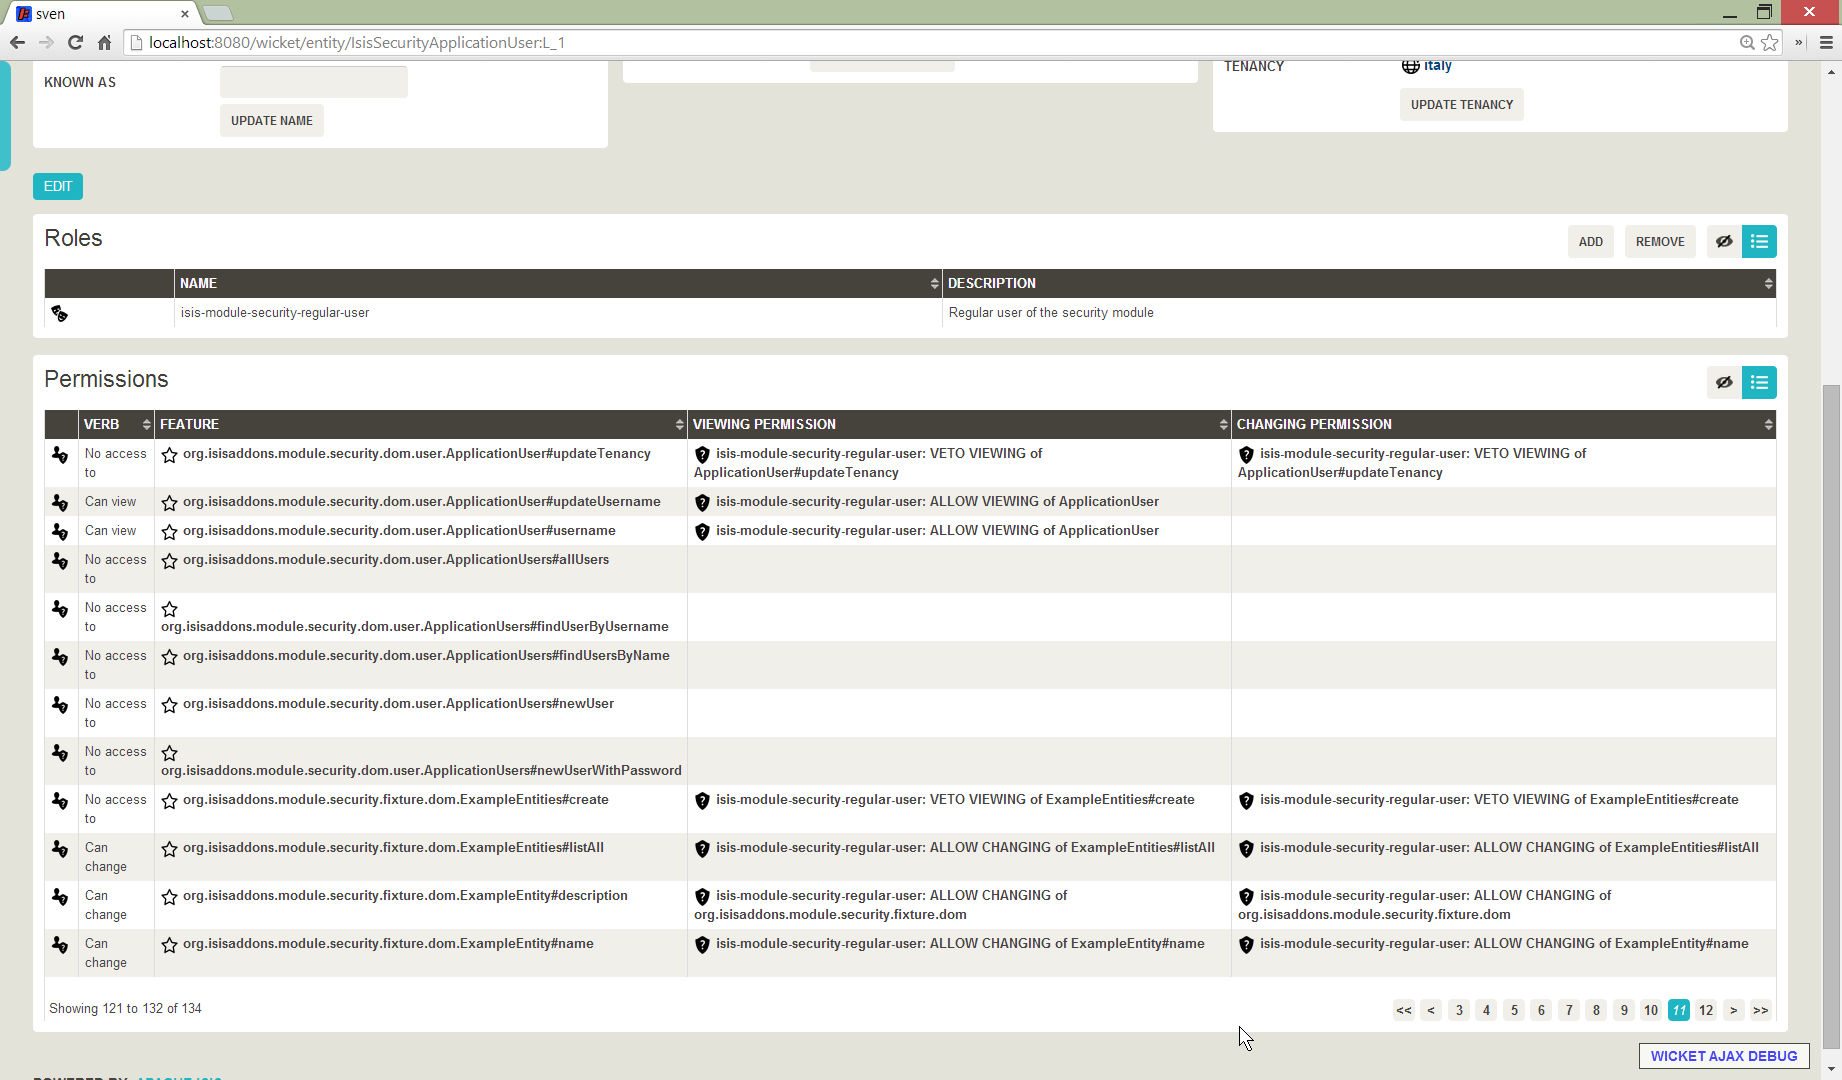 sven
localhost:8080/wicket/entity/IsisSecurityApplicationUser:L_1
KNOWN AS
UPDATE NAME
TENANCY
italy
UPDATE TENANCY
EDIT
Roles
ADD REMOVE
NAME DESCRIPTION
isis-module-security-regular-user Regular user of the security module
Permissions
VERB FEATURE VIEWING PERMISSION CHANGING PERMISSION
No access to org.isisaddons.module.security.dom.user.ApplicationUser#updateTenancy isis-module-security-regular-user: VETO VIEWING of ApplicationUser#updateTenancy isis-module-security-regular-user: VETO VIEWING of ApplicationUser#updateTenancy
Can view org.isisaddons.module.security.dom.user.ApplicationUser#updateUsername isis-module-security-regular-user: ALLOW VIEWING of ApplicationUser
Can view org.isisaddons.module.security.dom.user.ApplicationUser#username isis-module-security-regular-user: ALLOW VIEWING of ApplicationUser
No access to org.isisaddons.module.security.dom.user.ApplicationUsers#allUsers
No access to org.isisaddons.module.security.dom.user.ApplicationUsers#findUserByUsername
No access to org.isisaddons.module.security.dom.user.ApplicationUsers#findUsersByName
No access to org.isisaddons.module.security.dom.user.ApplicationUsers#newUser
No access to org.isisaddons.module.security.dom.user.ApplicationUsers#newUserWithPassword
No access to org.isisaddons.module.security.fixture.dom.ExampleEntities#create isis-module-security-regular-user: VETO VIEWING of ExampleEntities#create isis-module-security-regular-user: VETO VIEWING of ExampleEntities#create
Can change org.isisaddons.module.security.fixture.dom.ExampleEntities#listAll isis-module-security-regular-user: ALLOW CHANGING of ExampleEntities#listAll isis-module-security-regular-user: ALLOW CHANGING of ExampleEntities#listAll
Can change org.isisaddons.module.security.fixture.dom.ExampleEntity#description isis-module-security-regular-user: ALLOW CHANGING of org.isisaddons.module.security.fixture.dom isis-module-security-regular-user: ALLOW CHANGING of org.isisaddons.module.security.fixture.dom
Can change org.isisaddons.module.security.fixture.dom.ExampleEntity#name isis-module-security-regular-user: ALLOW CHANGING of ExampleEntity#name isis-module-security-regular-user: ALLOW CHANGING of ExampleEntity#name
Showing 121 to 132 of 134
<< < 3 4 5 6 7 8 9 10 11 12 > >>
WICKET AJAX DEBUG
POWERED BY: APACHE ISIS